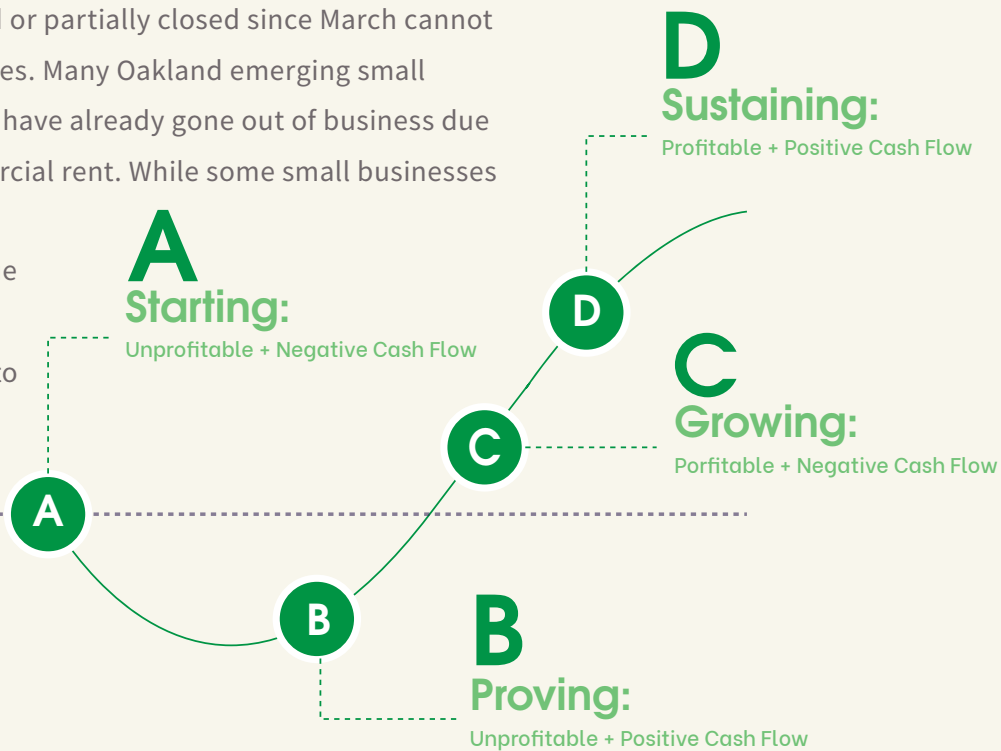 or partially closed since March cannot
es. Many Oakland emerging small
have already gone out of business due
rcial rent. While some small businesses
e
to
A
Starting:
Unprofitable + Negative Cash Flow
D
Sustaining:
Profitable + Positive Cash Flow
D
C
Growing:
Porfitable + Negative Cash Flow
C
A
B
B
Proving:
Unprofitable + Positive Cash Flow